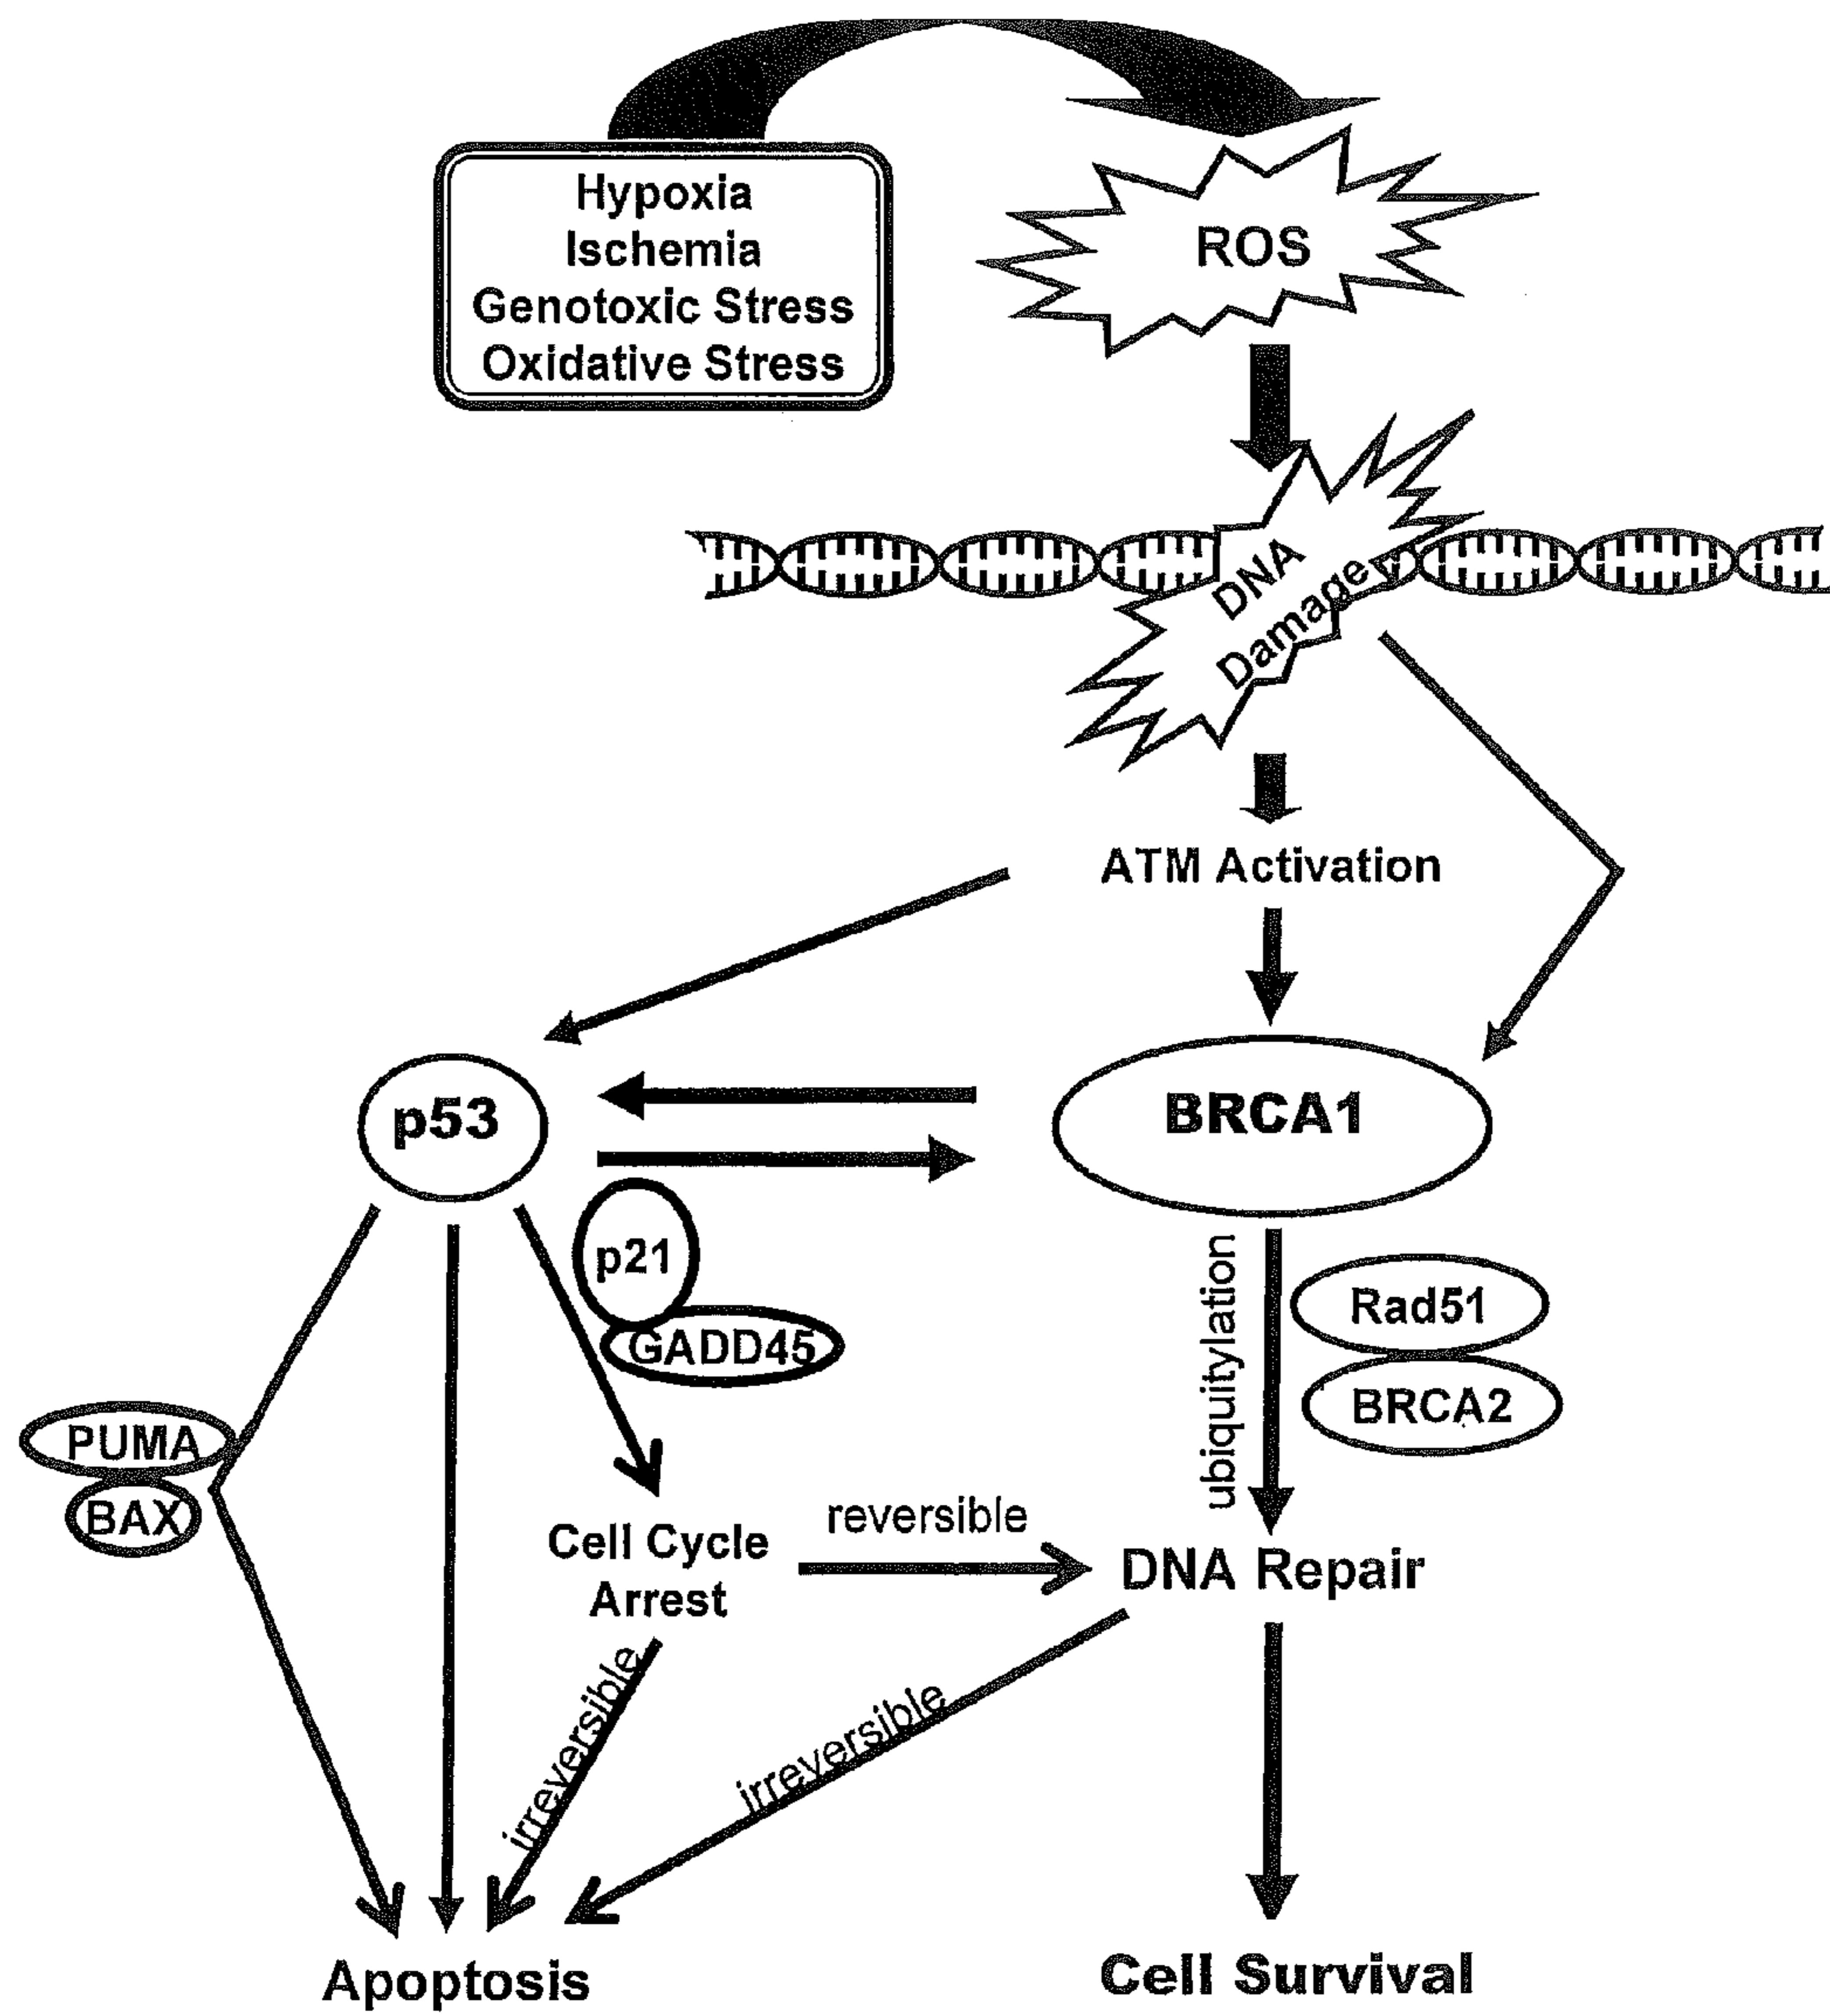 Hypoxia
Ischemia
Genotoxic Stress
Oxidative Stress
ROS
DNA
Damage
ATM Activation
p53
BRCA1
p21
GADD45
ubiquitylation
Rad51
BRCA2
PUMA
BAX
Cell Cycle
Arrest
reversible
DNA Repair
irreversible
irreversible
Apoptosis
Cell Survival